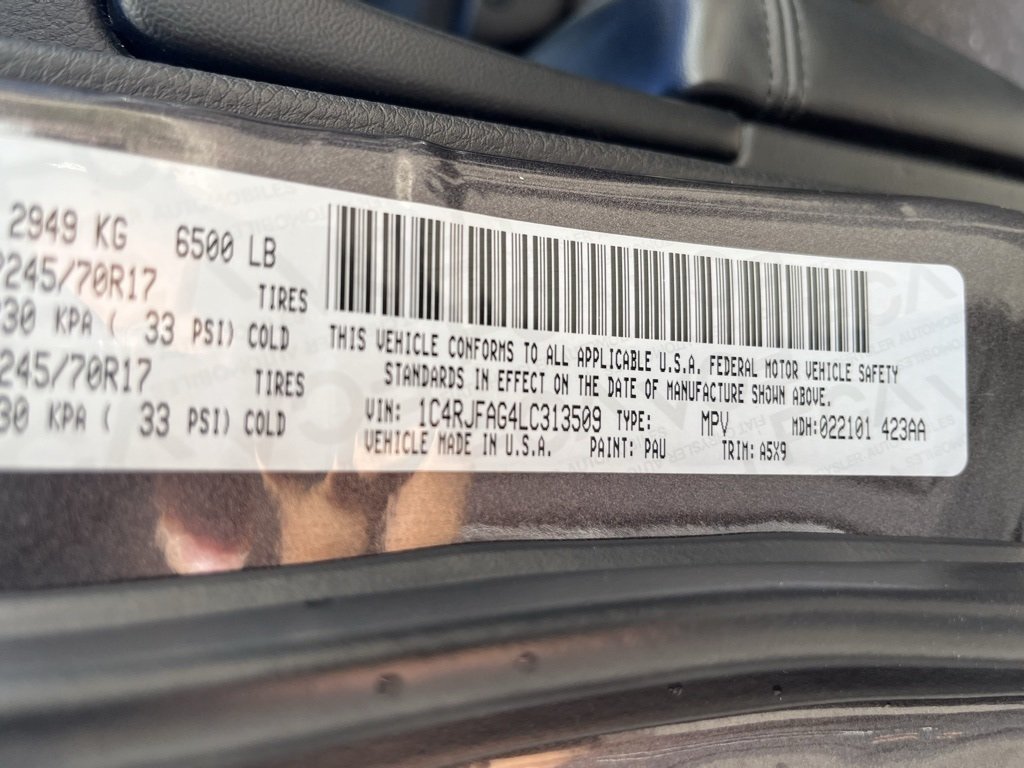 2949 KG 6500 LB
245/70R17 TIRES
30 KPA ( 33 PSI) COLD
245/70R17 TIRES
30 KPA ( 33 PSI) COLD
THIS VEHICLE CONFORMS TO ALL APPLICABLE U.S.A. FEDERAL MOTOR VEHICLE SAFETY
STANDARDS IN EFFECT ON THE DATE OF MANUFACTURE SHOWN ABOVE.
VIN: 1C4RJFAG4LC313509 TYPE: MPV MDH:022101 423AA
VEHICLE MADE IN U.S.A. PAINT: PAU TRIM: A5X9